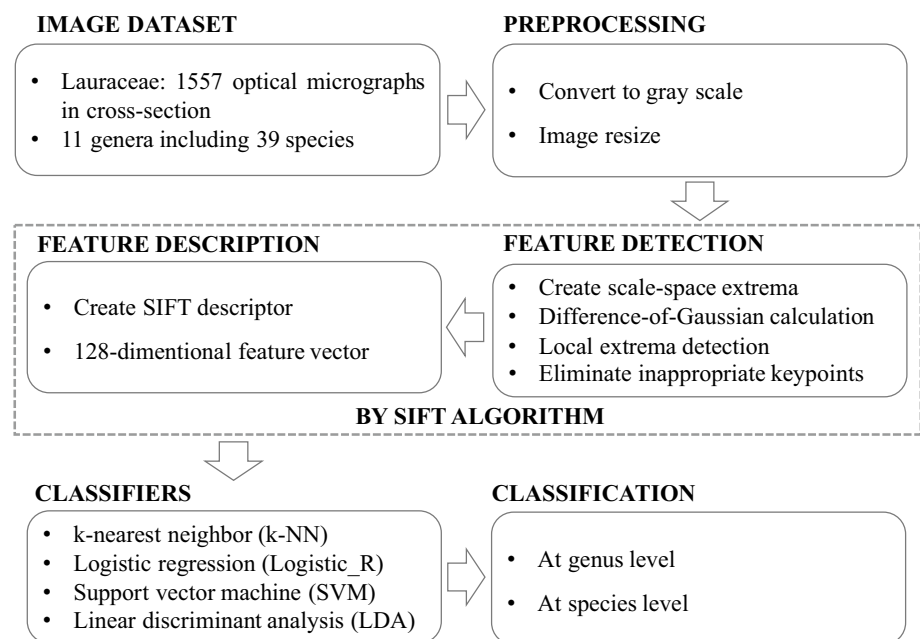 IMAGE DATASET
• Lauraceae: 1557 optical micrographs
in cross-section
• 11 genera including 39 species
PREPROCESSING
• Convert to gray scale
• Image resize
FEATURE DETECTION
• Create scale-space extrema
• Difference-of-Gaussian calculation
• Local extrema detection
• Eliminate inappropriate keypoints
FEATURE DESCRIPTION
• Create SIFT descriptor
• 128-dimentional feature vector
BY SIFT ALGORITHM
CLASSIFIERS
• k-nearest neighbor (k-NN)
• Logistic regression (Logistic_R)
• Support vector machine (SVM)
• Linear discriminant analysis (LDA)
CLASSIFICATION
• At genus level
• At species level